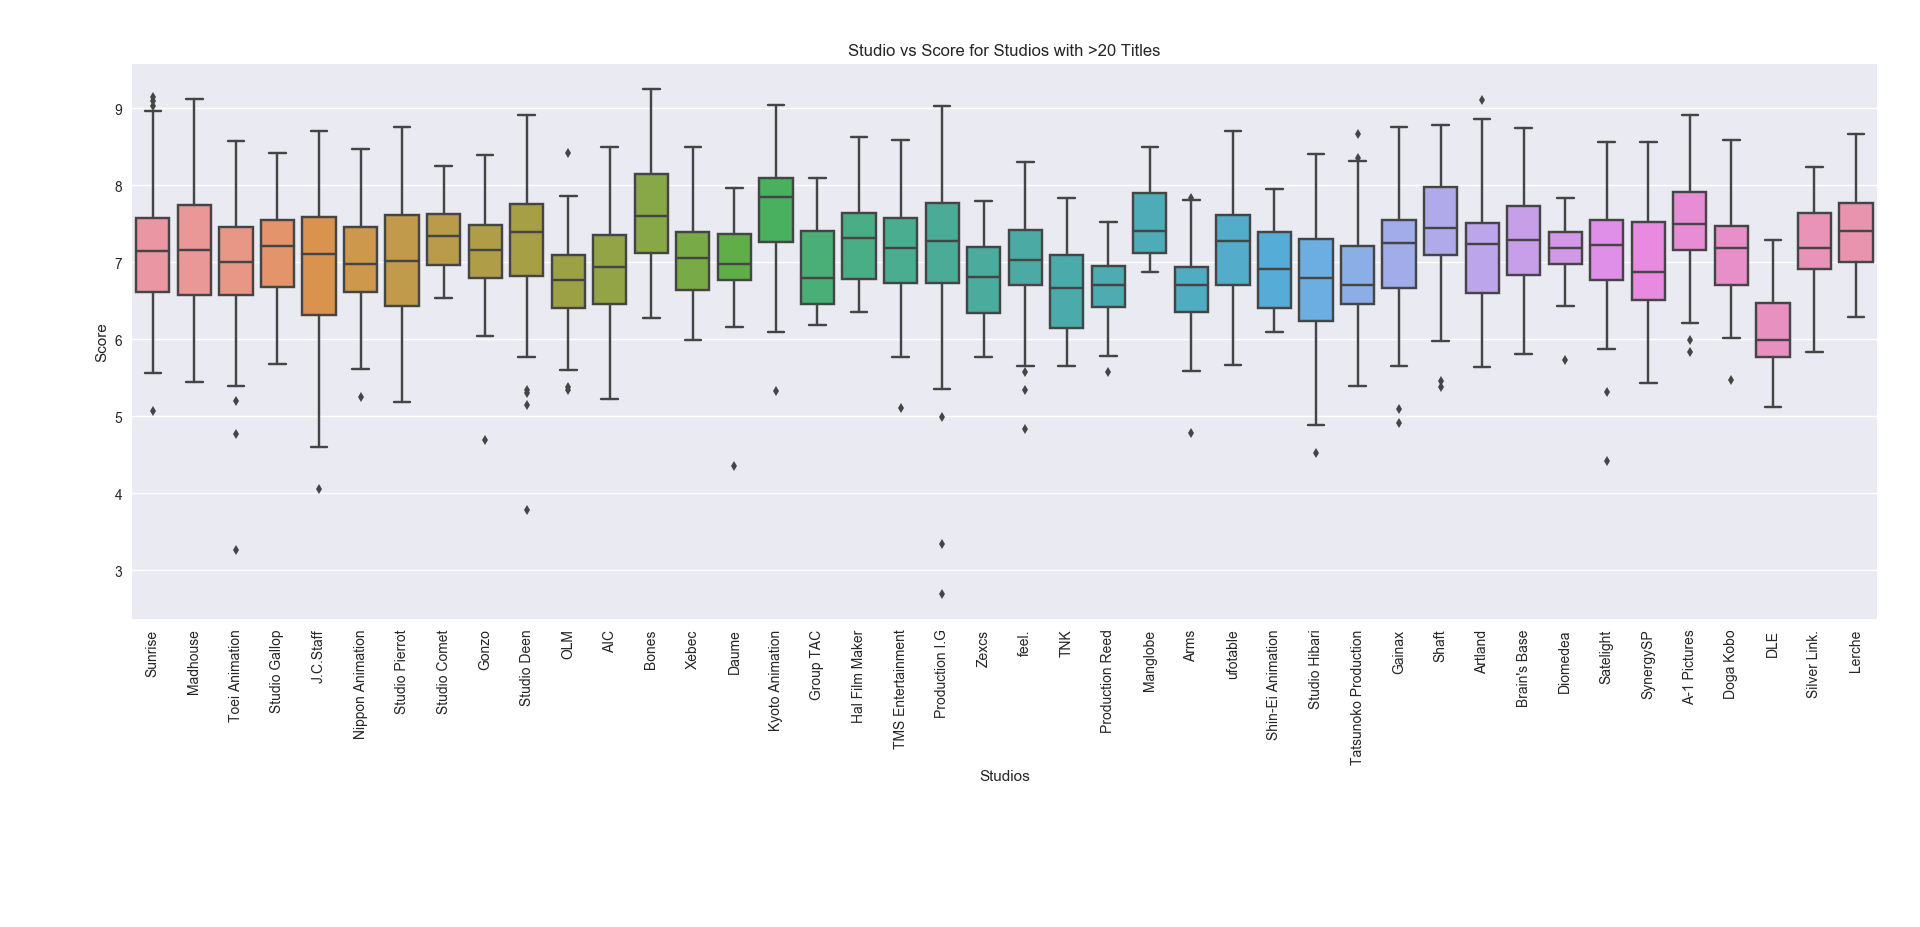 Studio vs Score for Studios with >20 Titles
Score
9
8
7
6
5
4
3
Sunrise
Madhouse
Toei Animation
Studio Gallop
J.C.Staff
Nippon Animation
Studio Pierrot
Studio Comet
Gonzo
Studio Deen
OLM
AIC
Bones
Xebec
Daume
Kyoto Animation
Group TAC
Hal Film Maker
TMS Entertainment
Production I.G
Zexcs
feel.
TNK
Production Reed
Manglobe
Arms
ufotable
Shin-Ei Animation
Studio Hibari
Tatsunoko Production
Gainax
Shaft
Artland
Brain's Base
Diomedea
Satelight
SynergySP
A-1 Pictures
Doga Kobo
DLE
Silver Link.
Lerche
Studios